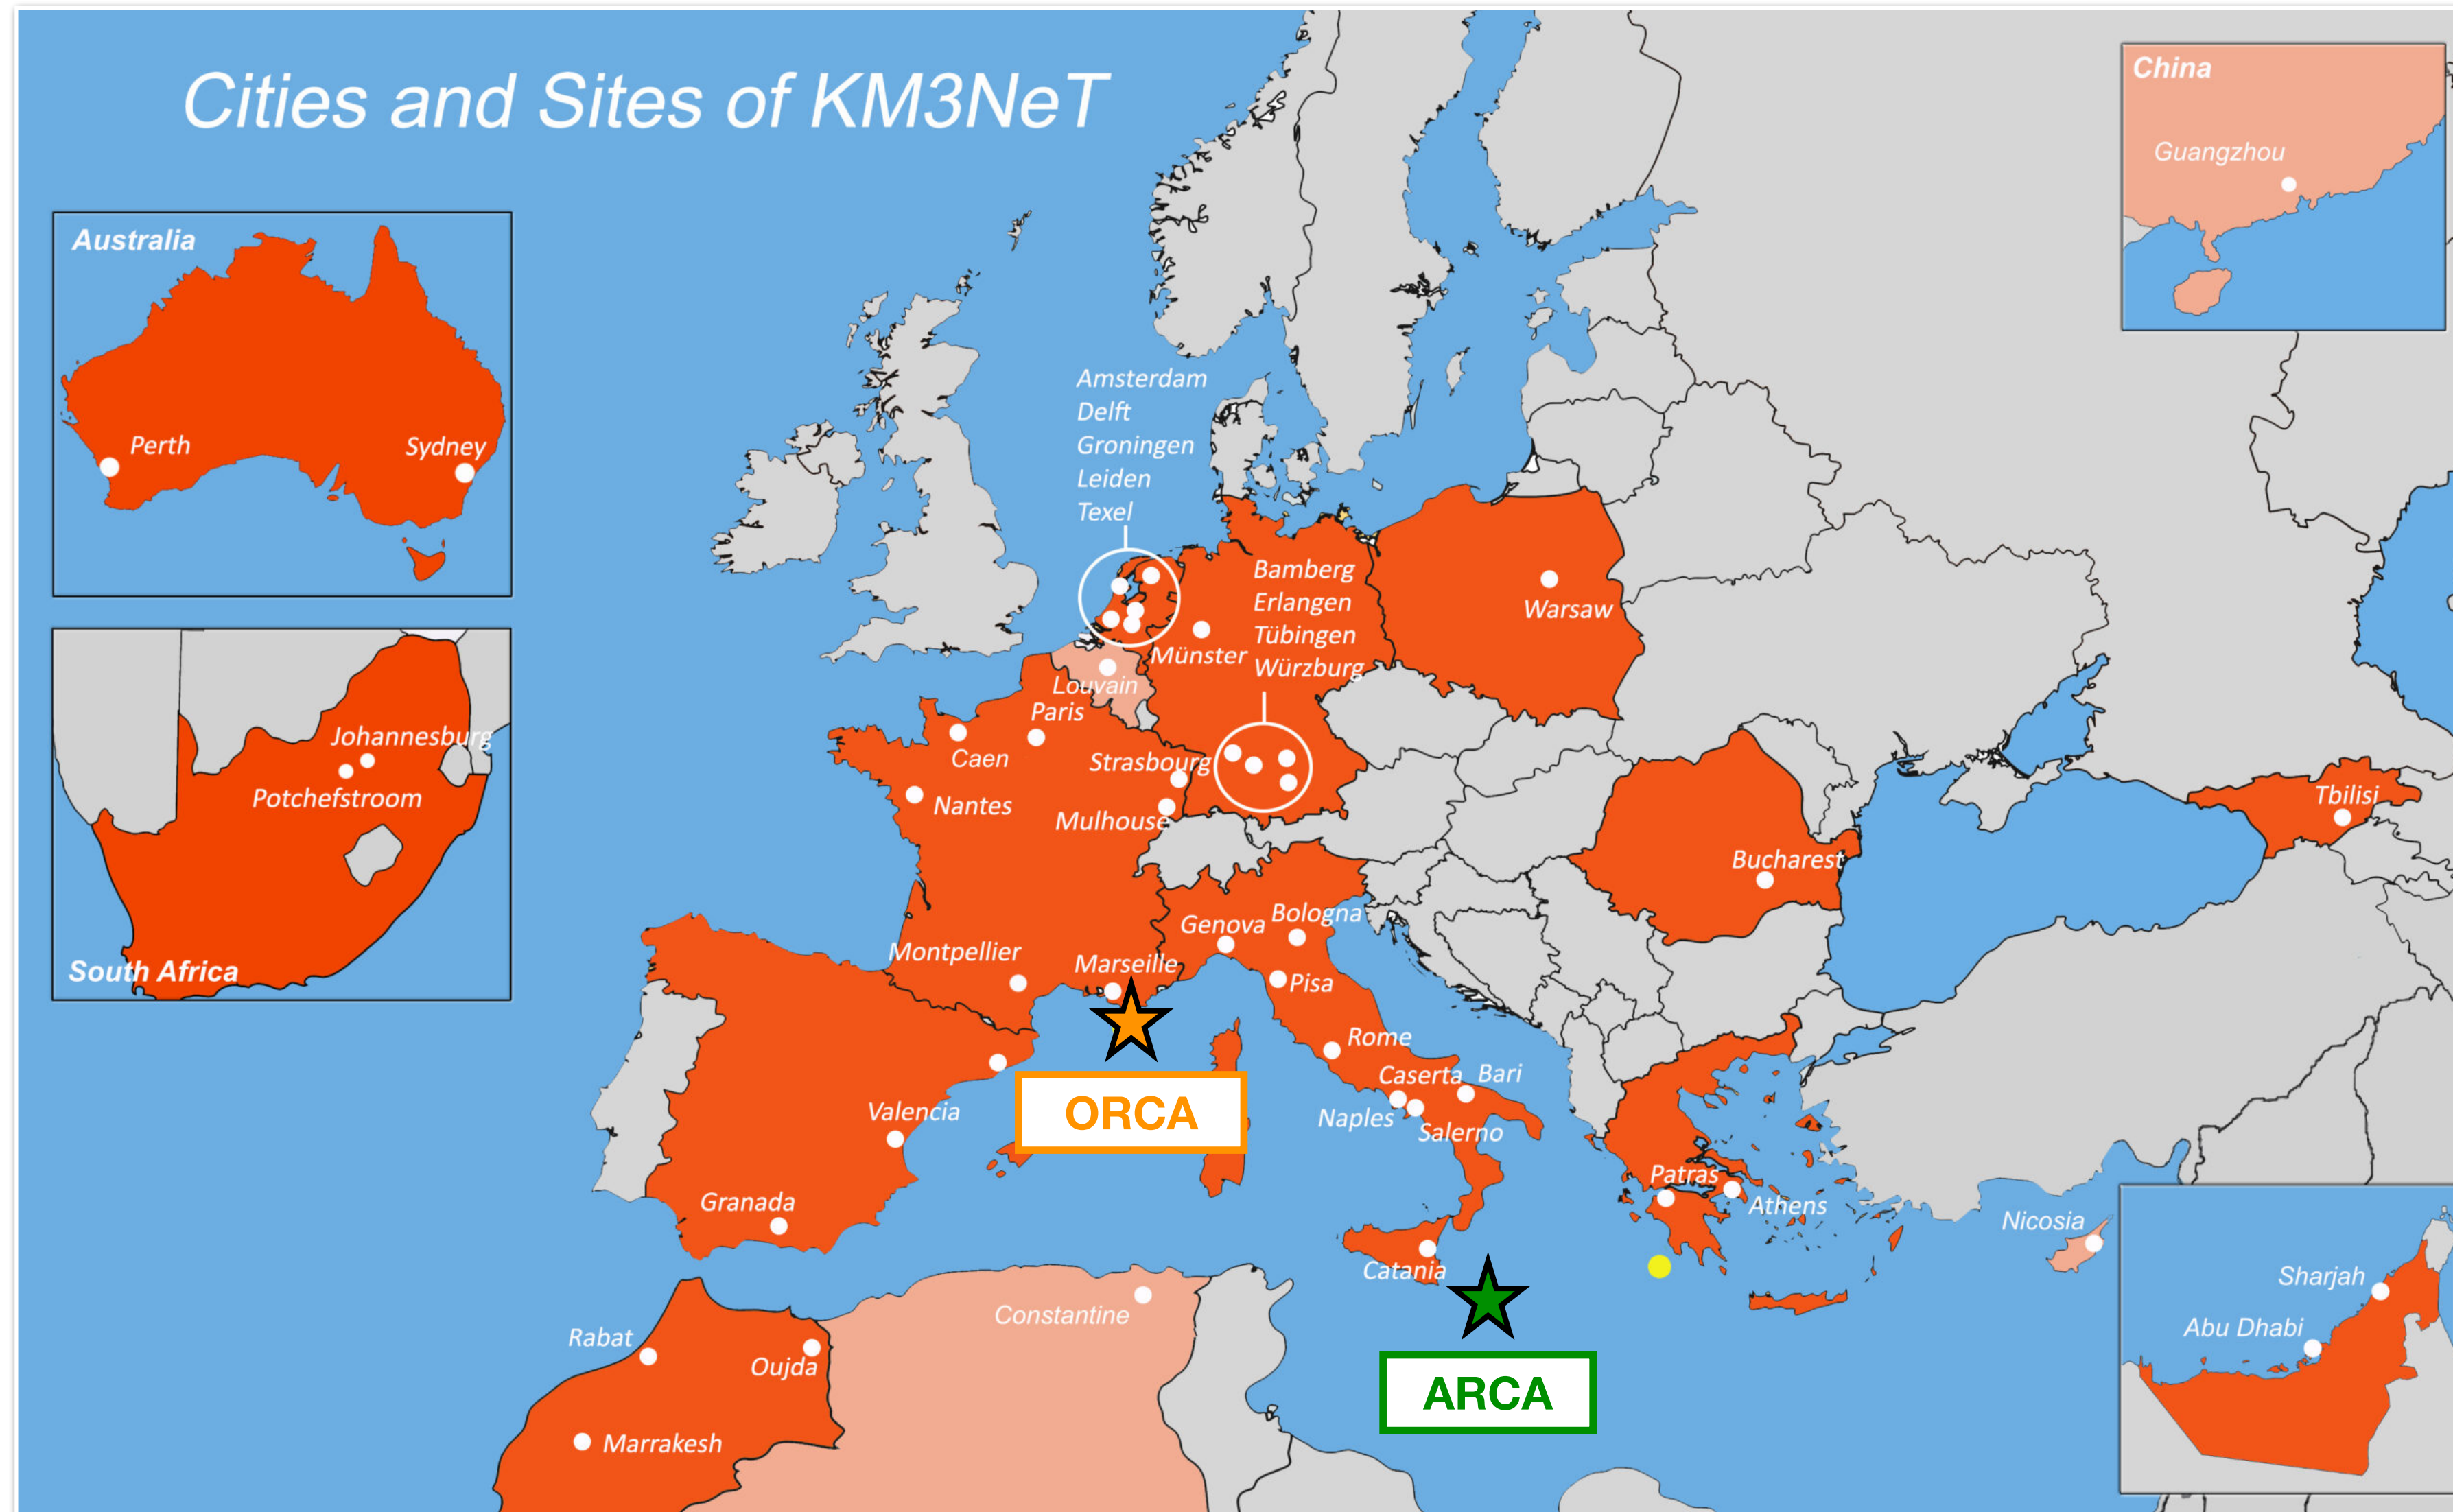 Cities and Sites of KM3NeT
China
Guangzhou
Australia
Perth
Sydney
Amsterdam
Delft
Groningen
Leiden
Texel
Bamberg
Erlangen
Tübingen
Würzburg
Warsaw
Münster
Louvain
Paris
Caen
Strasbourg
Nantes
Mulhouse
Johannesburg
Potchefstroom
South Africa
Tbilisi
Bucharest
Genova
Bologna
Montpellier
Marseille
Pisa
Rome
Caserta
Bari
Naples
Salerno
ORCA
Valencia
Granada
Patras
Athens
Nicosia
Catania
Sharjah
Abu Dhabi
Constantine
Rabat
Oujda
ARCA
Marrakesh